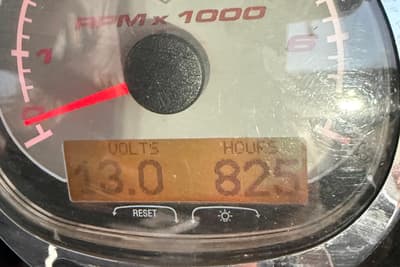 RPM x 1000
1 6
0
VOLTS HOURS
13.0 825
RESET